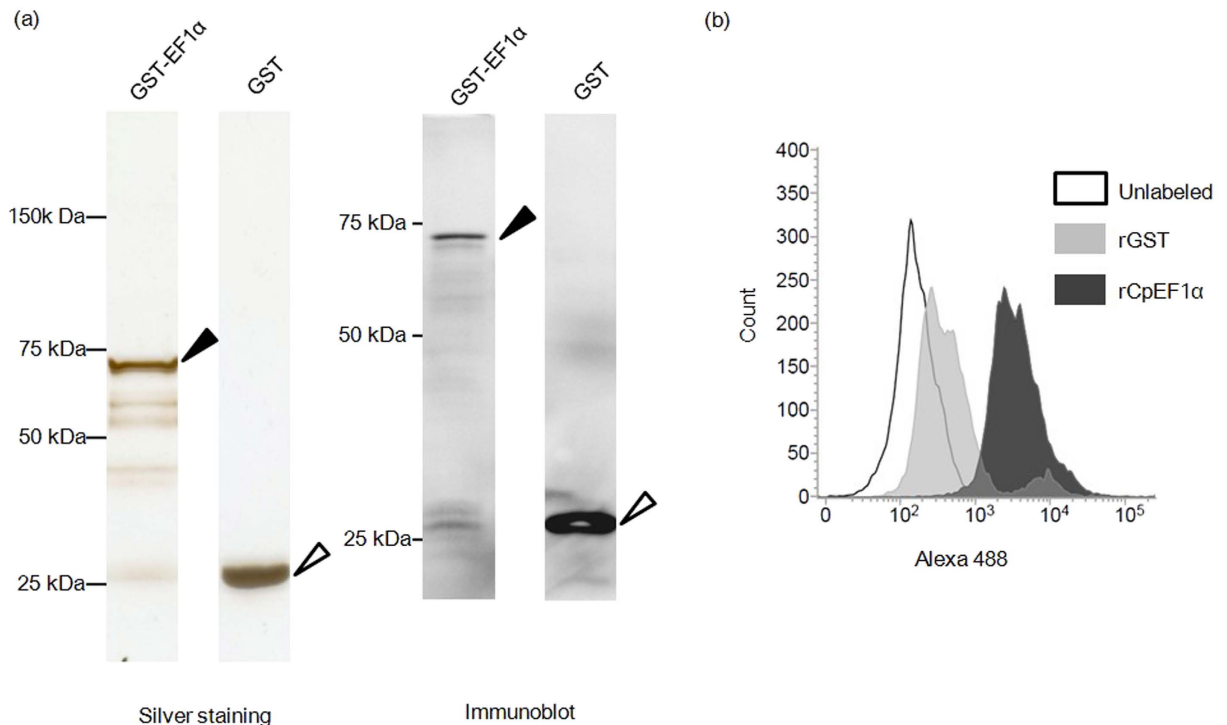 (a)
GST-EF1α
GST
150k Da
75 kDa
50 kDa
25 kDa
Silver staining
GST-EF1α
GST
75 kDa
50 kDa
25 kDa
Immunoblot
(b)
400
350
300
250
200
150
100
50
0
Count
0 10² 10³ 10⁴ 10⁵
Alexa 488
Unlabeled
rGST
rCpEF1α